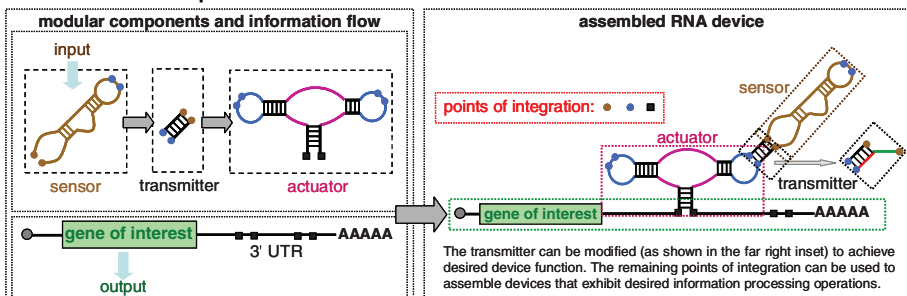 modular components and information flow
input
sensor
transmitter
actuator
gene of interest
3' UTR
AAAAA
output
assembled RNA device
points of integration:
sensor
actuator
transmitter
gene of interest
AAAAA
The transmitter can be modified (as shown in the far right inset) to achieve
desired device function. The remaining points of integration can be used to
assemble devices that exhibit desired information processing operations.